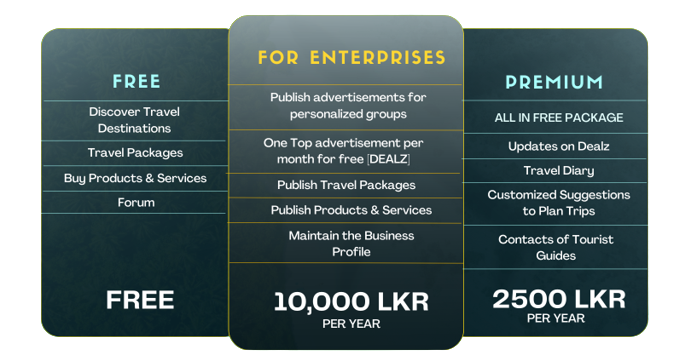 FREE
Discover Travel
Destinations
Travel Packages
Buy Products & Services
Forum
FREE
FOR ENTERPRISES
Publish advertisements for
personalized groups
One Top advertisement per
month for free [DEALZ]
Publish Travel Packages
Publish Products & Services
Maintain the Business
Profile
10,000 LKR
PER YEAR
PREMIUM
ALL IN FREE PACKAGE
Updates on Dealz
Travel Diary
Customized Suggestions
to Plan Trips
Contacts of Tourist
Guides
2500 LKR
PER YEAR